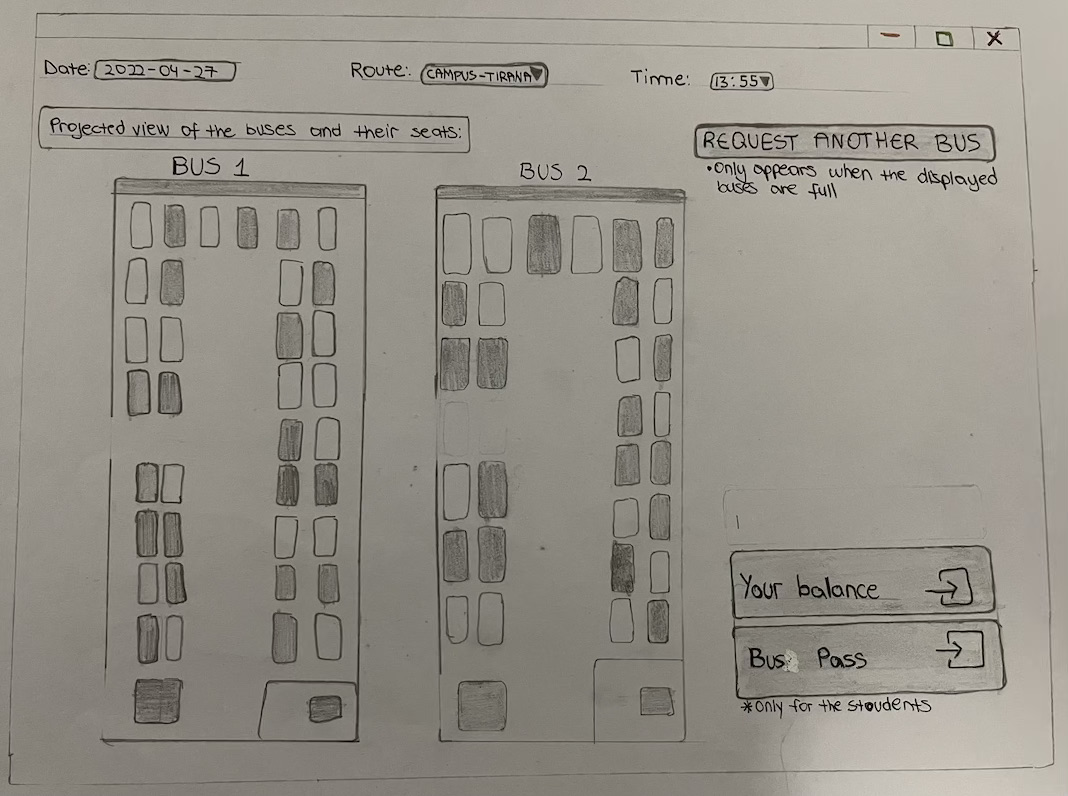 Date: 2022-04-27 Route: CAMPUS-TIRANA Time: 13:55
Projected view of the buses and their seats:
REQUEST ANOTHER BUS
•Only appears when the displayed
buses are full
BUS 1 BUS 2
Your balance
Bus Pass
*Only for the stoudents